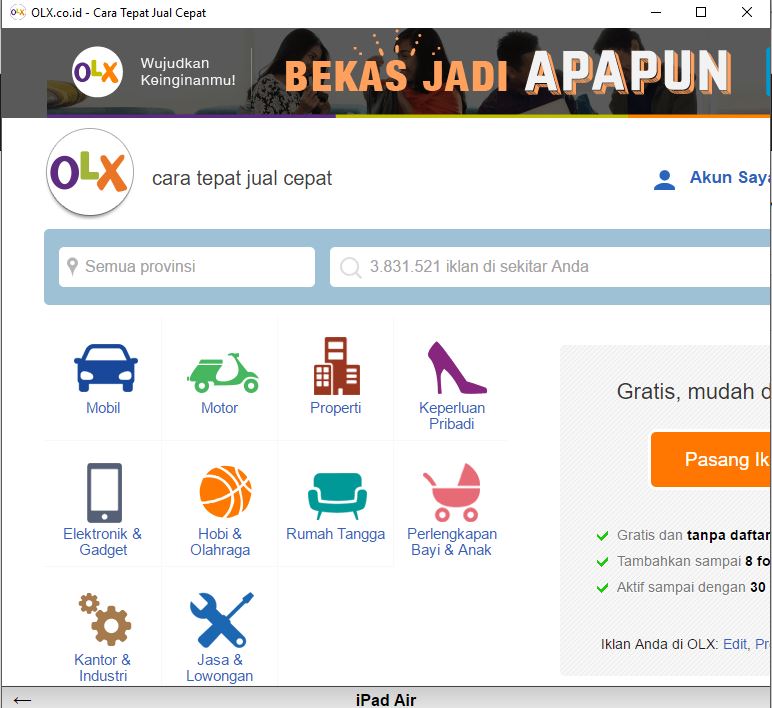 OLX.co.id - Cara Tepat Jual Cepat
OLX
Wujudkan
Keinginanmu!
BEKAS JADI APAPUN
OLX
cara tepat jual cepat
Akun Saya
Semua provinsi
3.831.521 iklan di sekitar Anda
Mobil
Motor
Properti
Keperluan
Pribadi
Elektronik &
Gadget
Hobi &
Olahraga
Rumah Tangga
Perlengkapan
Bayi & Anak
Kantor &
Industri
Jasa &
Lowongan
Gratis, mudah d
Pasang Ik
Gratis dan tanpa daftar
Tambahkan sampai 8 fo
Aktif sampai dengan 30
Iklan Anda di OLX: Edit, Pr
iPad Air